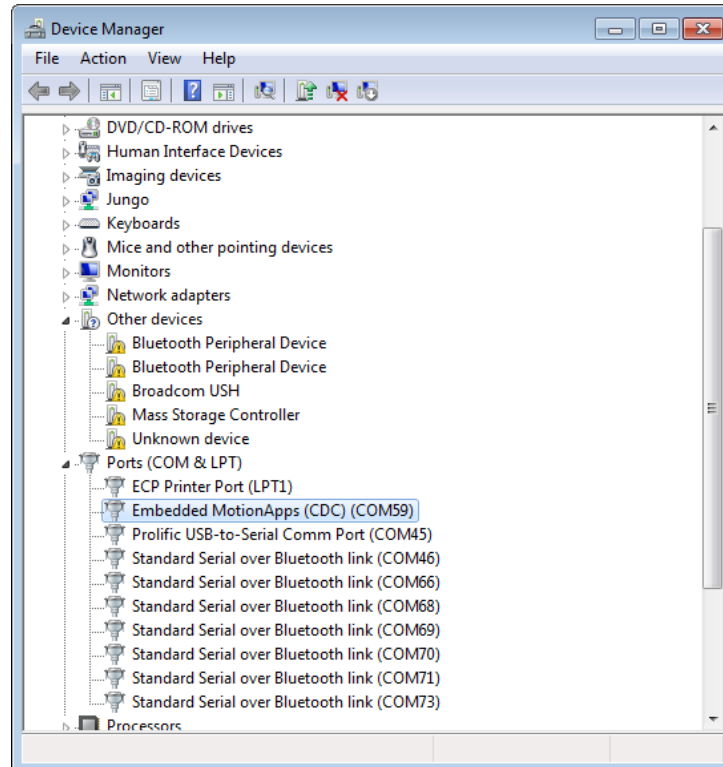 Device Manager
File Action View Help
DVD/CD-ROM drives
Human Interface Devices
Imaging devices
Jungo
Keyboards
Mice and other pointing devices
Monitors
Network adapters
Other devices
Bluetooth Peripheral Device
Bluetooth Peripheral Device
Broadcom USH
Mass Storage Controller
Unknown device
Ports (COM & LPT)
ECP Printer Port (LPT1)
Embedded MotionApps (CDC) (COM59)
Prolific USB-to-Serial Comm Port (COM45)
Standard Serial over Bluetooth link (COM46)
Standard Serial over Bluetooth link (COM66)
Standard Serial over Bluetooth link (COM68)
Standard Serial over Bluetooth link (COM69)
Standard Serial over Bluetooth link (COM70)
Standard Serial over Bluetooth link (COM71)
Standard Serial over Bluetooth link (COM73)
Processors